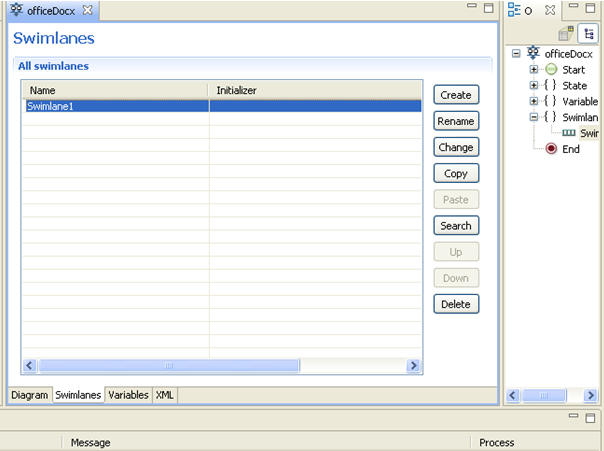 officeDocx
Swimlanes
All swimlanes
Name Initializer
Swimlane1
Create
Rename
Change
Copy
Paste
Search
Up
Down
Delete
Diagram Swimlanes Variables XML
O
officeDocx
Start
{ } State
{ } Variable
{ } Swimlan
Swir
End
Message Process